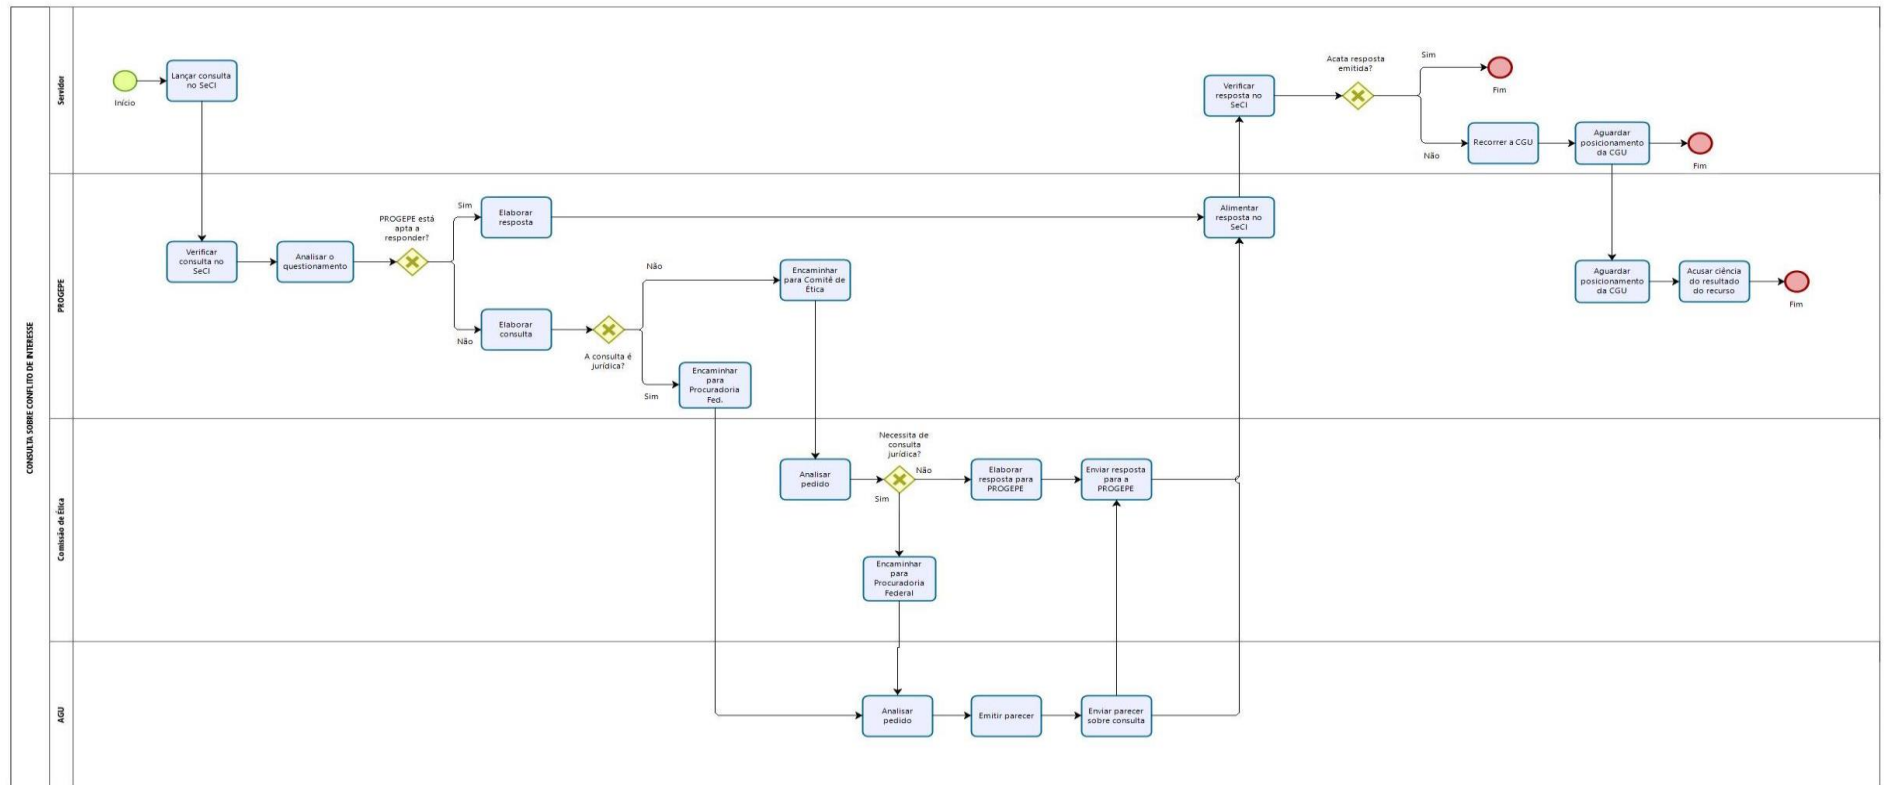 CONSULTA SOBRE CONFLITO DE INTERESSE
Servidor
Início
Lançar consulta
no SeCI
Verificar
resposta no
SeCI
Acata resposta
emitida?
Sim
Fim
Não
Recorrer a CGU
Aguardar
posicionamento
da CGU
Fim
PROGEPE
Verificar
consulta no
SeCI
Analisar o
questionamento
PROGEPE está
apta a
responder?
Sim
Elaborar
resposta
Não
Elaborar
consulta
A consulta é
jurídica?
Não
Encaminhar
para Comitê de
Ética
Sim
Encaminhar
para
Procuradoria
Fed.
Alimentar
resposta no
SeCI
Aguardar
posicionamento
da CGU
Acusar ciência
do resultado
do recurso
Fim
Comissão de Ética
Analisar
pedido
Necessita de
consulta
jurídica?
Não
Sim
Elaborar
resposta para
PROGEPE
Enviar resposta
para a
PROGEPE
Encaminhar
para
Procuradoria
Federal
AGU
Analisar
pedido
Emitir parecer
Enviar parecer
sobre consulta